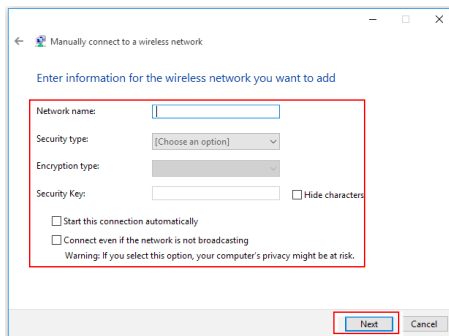 Manually connect to a wireless network
Enter information for the wireless network you want to add
Network name:
Security type: [Choose an option]
Encryption type:
Security Key: Hide characters
Start this connection automatically
Connect even if the network is not broadcasting
Warning: If you select this option, your computer's privacy might be at risk.
Next Cancel